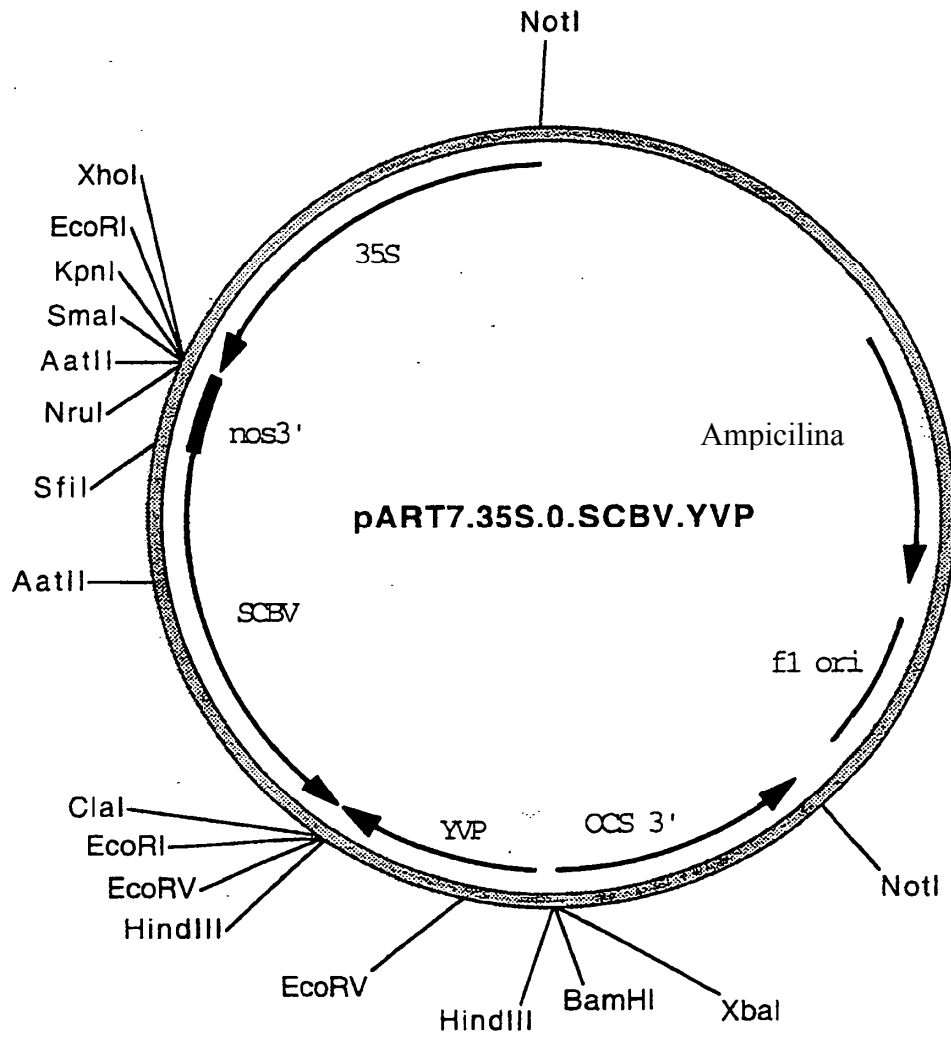 NotI
XhoI
EcoRI
KpnI
SmaI
AatII
NruI
SfiI
AatII
35S
nos3'
Ampicilina
pART7.35S.0.SCBV.YVP
SCBV
f1 ori
ClaI
EcoRI
EcoRV
HindIII
YVP
OCS 3'
NotI
EcoRV
HindIII
BamHI
XbaI